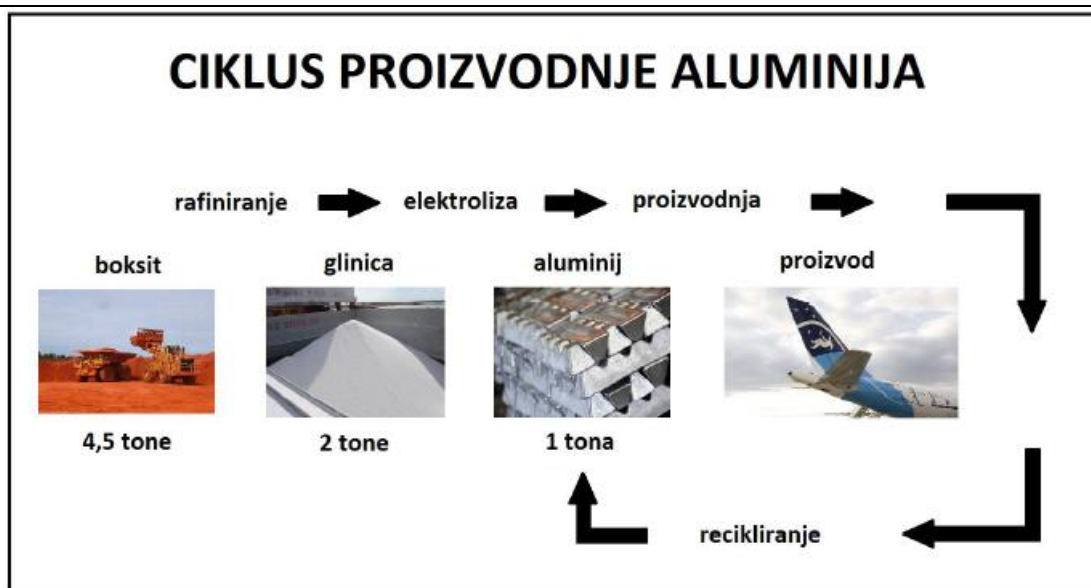 CIKLUS PROIZVODNJE ALUMINIJA
rafiniranje elektroliza proizvodnja
boksit glinica aluminij proizvod
4,5 tone 2 tone 1 tona
recikliranje